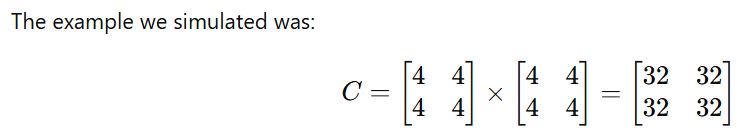 The example we simulated was:
C = [4 4; 4 4] × [4 4; 4 4] = [32 32; 32 32]